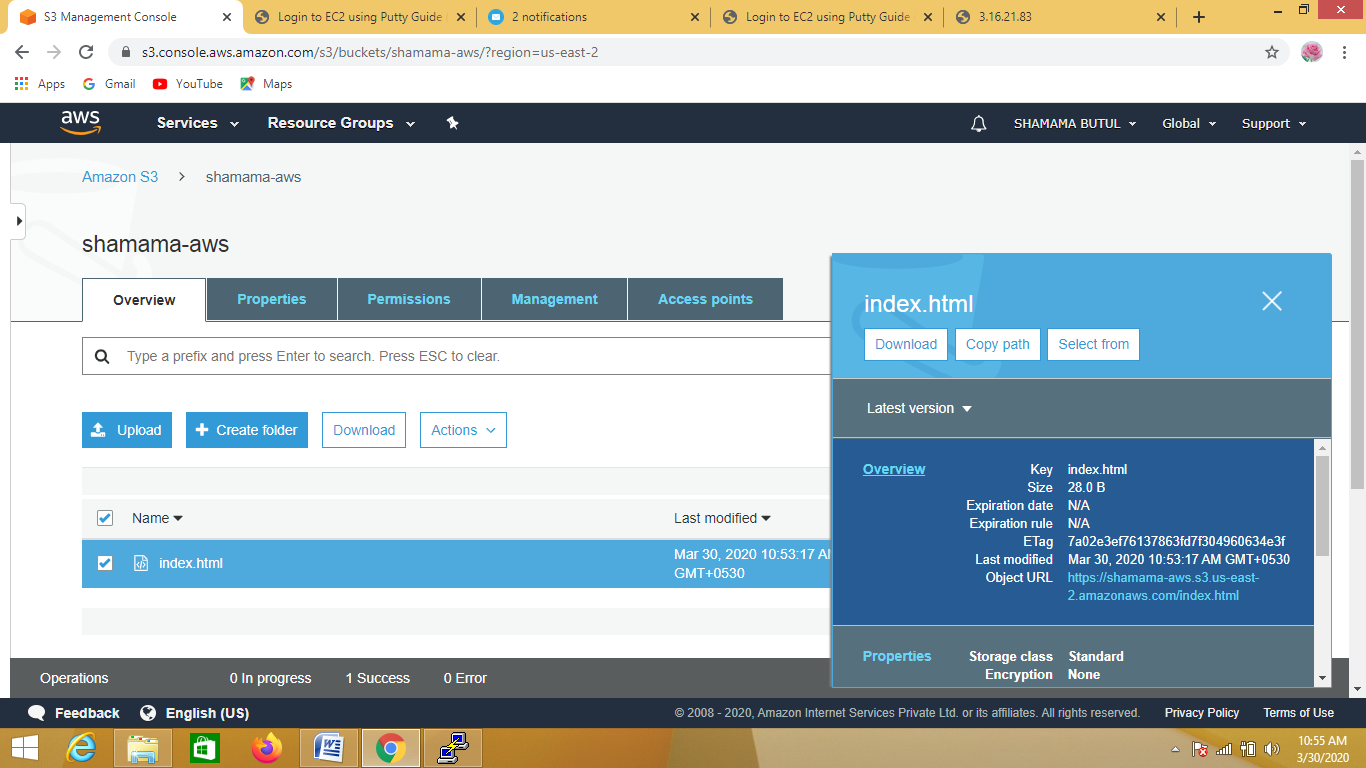 S3 Management Console
Login to EC2 using Putty Guide
2 notifications
Login to EC2 using Putty Guide
3.16.21.83
s3.console.aws.amazon.com/s3/buckets/shamama-aws/?region=us-east-2
Apps Gmail YouTube Maps
aws Services Resource Groups SHAMAMA BUTUL Global Support
Amazon S3 > shamama-aws
shamama-aws
Overview Properties Permissions Management Access points
Type a prefix and press Enter to search. Press ESC to clear.
Upload Create folder Download Actions
Name Last modified
index.html Mar 30, 2020 10:53:17 AM
GMT+0530
index.html
Download Copy path Select from
Latest version
Overview Key index.html
Size 28.0 B
Expiration date N/A
Expiration rule N/A
ETag 7a02e3ef76137863fd7f304960634e3f
Last modified Mar 30, 2020 10:53:17 AM GMT+0530
Object URL https://shamama-aws.s3.us-east-
2.amazonaws.com/index.html
Properties Storage class Standard
Encryption None
Operations 0 In progress 1 Success 0 Error
Feedback English (US) © 2008 - 2020, Amazon Internet Services Private Ltd. or its affiliates. All rights reserved. Privacy Policy Terms of Use
10:55 AM
3/30/2020